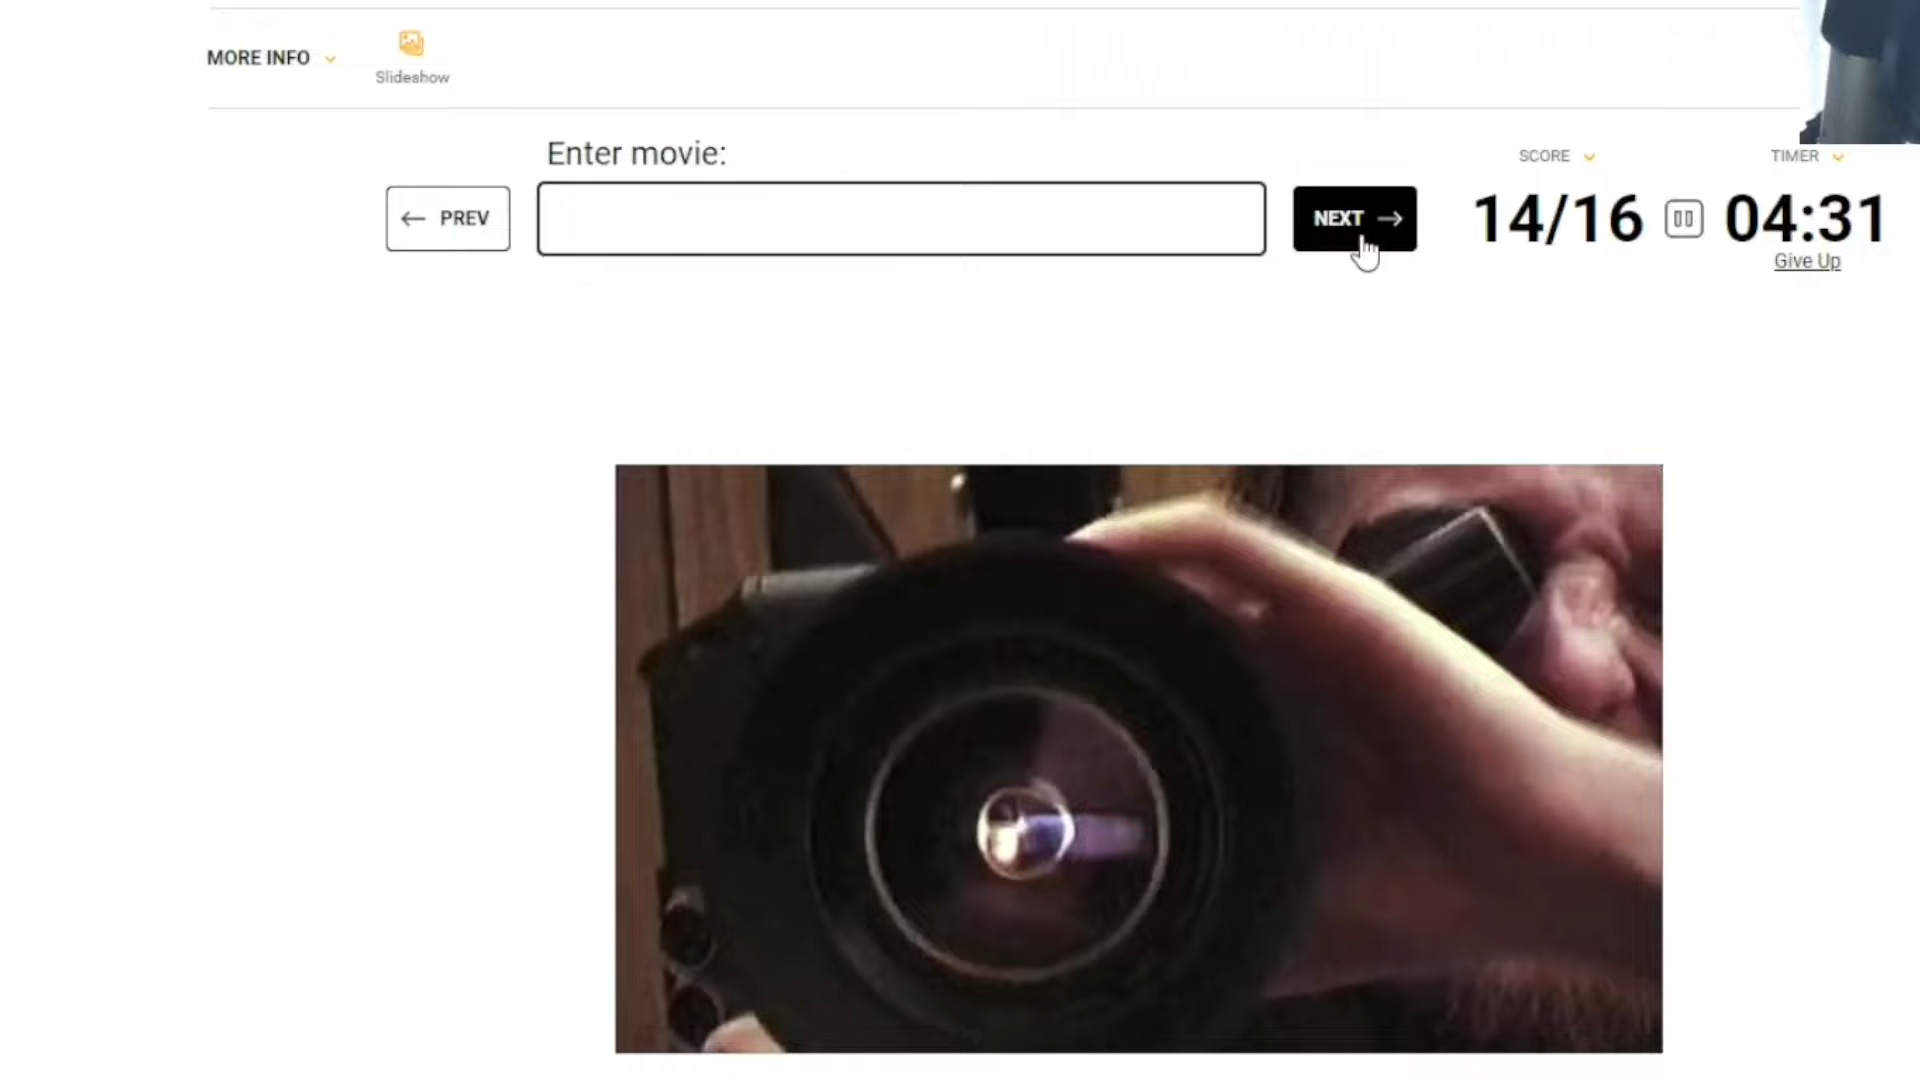 MORE INFO
Slideshow
Enter movie:
← PREV
NEXT →
SCORE
14/16
TIMER
04:31
Give Up